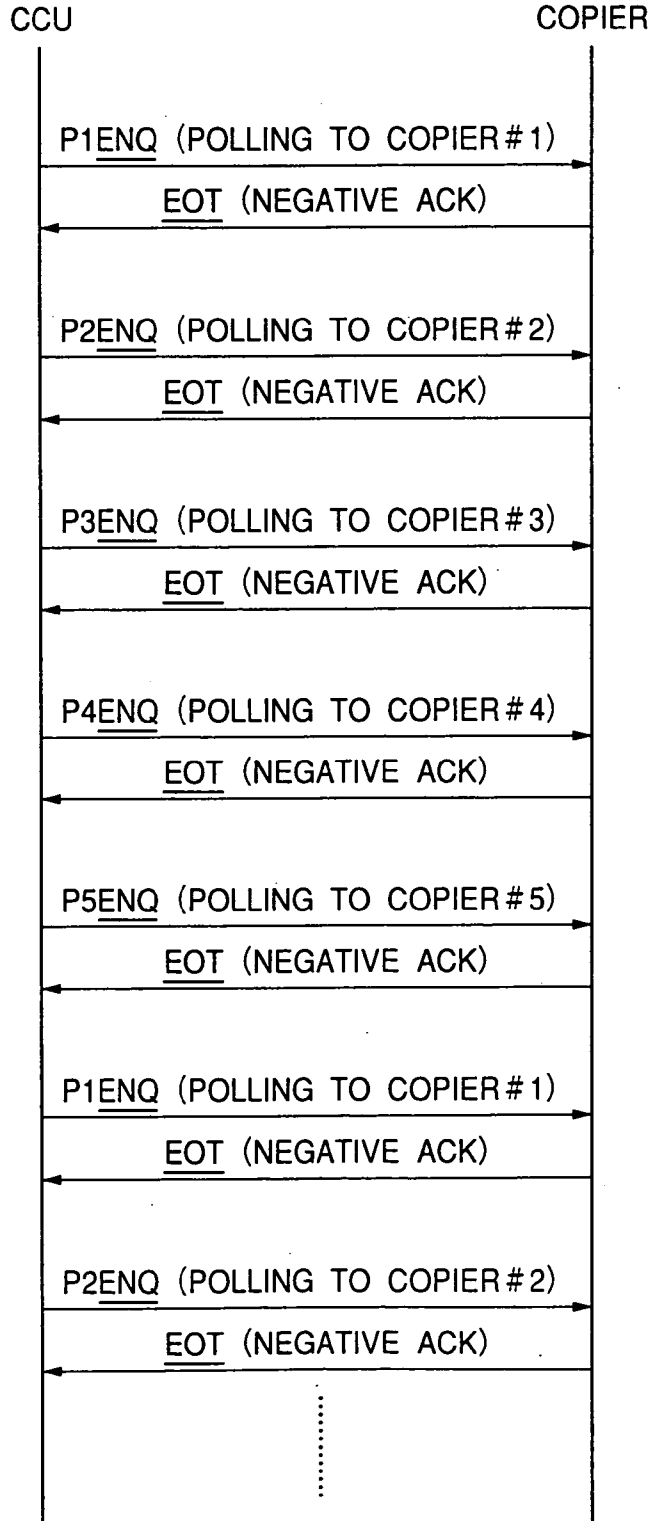 CCU COPIER
P1ENQ (POLLING TO COPIER#1)
EOT (NEGATIVE ACK)
P2ENQ (POLLING TO COPIER#2)
EOT (NEGATIVE ACK)
P3ENQ (POLLING TO COPIER#3)
EOT (NEGATIVE ACK)
P4ENQ (POLLING TO COPIER#4)
EOT (NEGATIVE ACK)
P5ENQ (POLLING TO COPIER#5)
EOT (NEGATIVE ACK)
P1ENQ (POLLING TO COPIER#1)
EOT (NEGATIVE ACK)
P2ENQ (POLLING TO COPIER#2)
EOT (NEGATIVE ACK)